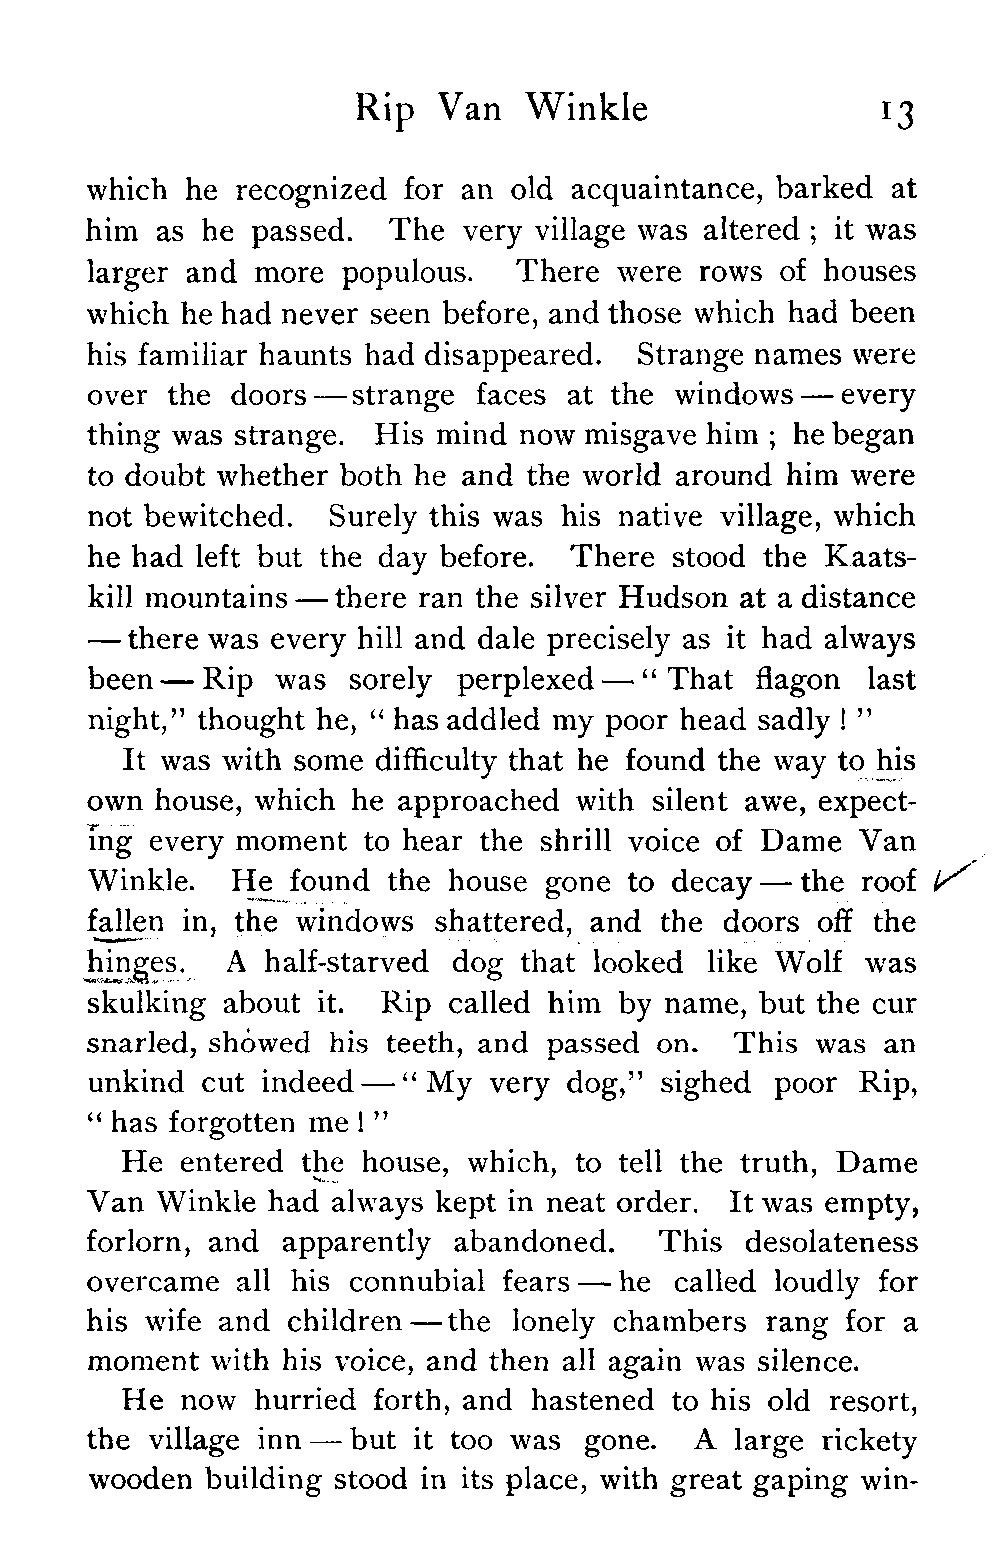 Rip Van Winkle 13
which he recognized for an old acquaintance, barked at
him as he passed. The very village was altered ; it was
larger and more populous. There were rows of houses
which he had never seen before, and those which had been
his familiar haunts had disappeared. Strange names were
over the doors — strange faces at the windows — every
thing was strange. His mind now misgave him ; he began
to doubt whether both he and the world around him were
not bewitched. Surely this was his native village, which
he had left but the day before. There stood the Kaats-
kill mountains — there ran the silver Hudson at a distance
— there was every hill and dale precisely as it had always
been — Rip was sorely perplexed — “ That flagon last
night,” thought he, “ has addled my poor head sadly ! ”
It was with some difficulty that he found the way to his
own house, which he approached with silent awe, expect-
ing every moment to hear the shrill voice of Dame Van
Winkle. He found the house gone to decay — the roof
fallen in, the windows shattered, and the doors off the
hinges. A half-starved dog that looked like Wolf was
skulking about it. Rip called him by name, but the cur
snarled, showed his teeth, and passed on. This was an
unkind cut indeed — “ My very dog,” sighed poor Rip,
“ has forgotten me ! ”
He entered the house, which, to tell the truth, Dame
Van Winkle had always kept in neat order. It was empty,
forlorn, and apparently abandoned. This desolateness
overcame all his connubial fears — he called loudly for
his wife and children — the lonely chambers rang for a
moment with his voice, and then all again was silence.
He now hurried forth, and hastened to his old resort,
the village inn — but it too was gone. A large rickety
wooden building stood in its place, with great gaping win-